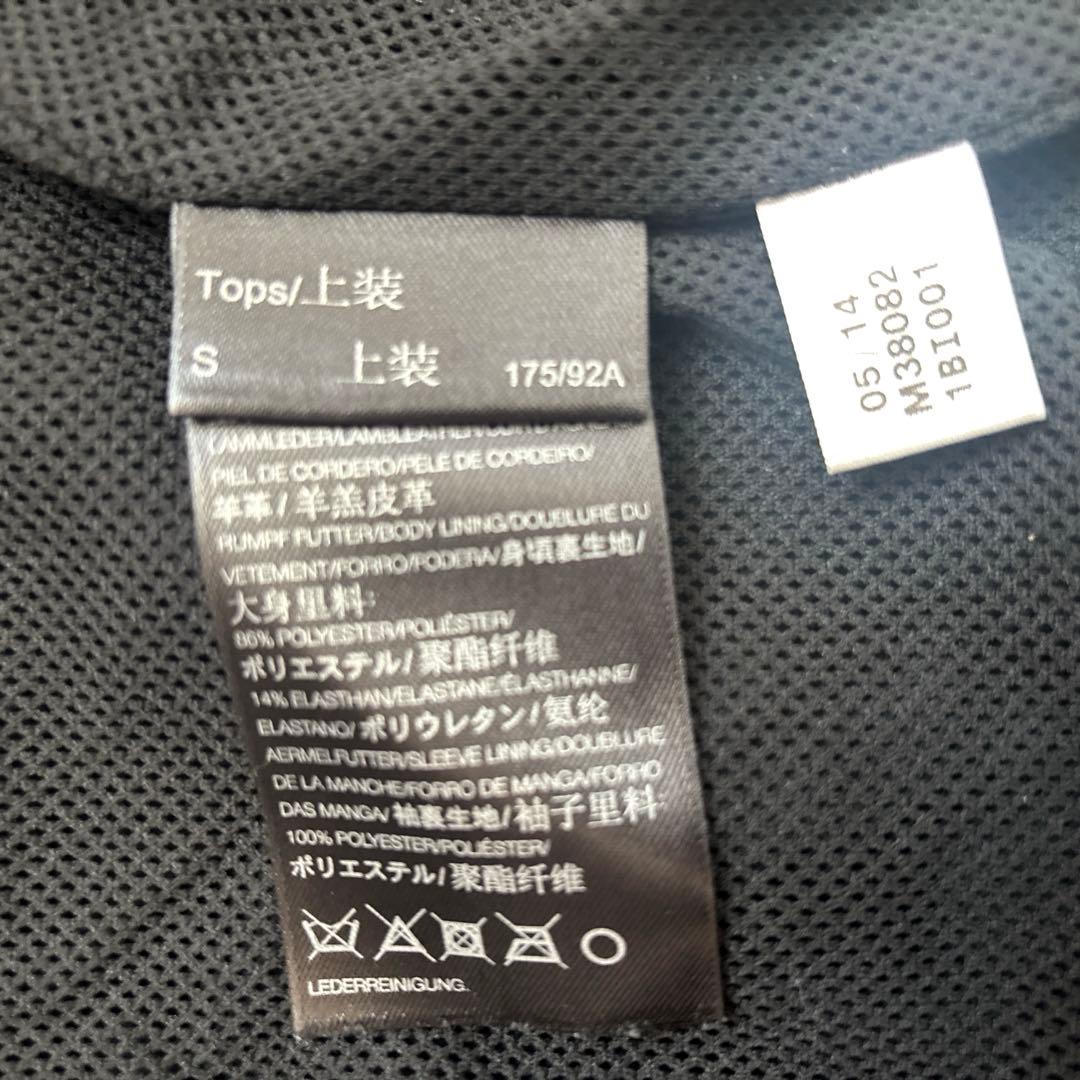 Tops/上装
S 上装 175/92A
LAMMLEDER/LAMBLEATHER/
PIEL DE CORDERO/PELE DE CORDEIRO/
羊革/羊羔皮革
RUMPF FUTTER/BODY LINING/DOUBLURE DU
VETEMENT/FORRO/FODERA/身頃裏生地/
大身里料:
86% POLYESTER/POLIÉSTER/
ポリエステル/聚酯纤维
14% ELASTHAN/ELASTANE/ÉLASTHANNE/
ELASTANO/ポリウレタン/氨纶
AERMELFUTTER/SLEEVE LINING/DOUBLURE
DE LA MANCHE/FORRO DE MANGA/FORRO
DAS MANGA/袖裏生地/袖子里料:
100% POLYESTER/POLIÉSTER/
ポリエステル/聚酯纤维
LEDERREINIGUNG.
05/14
M38082
1BI001